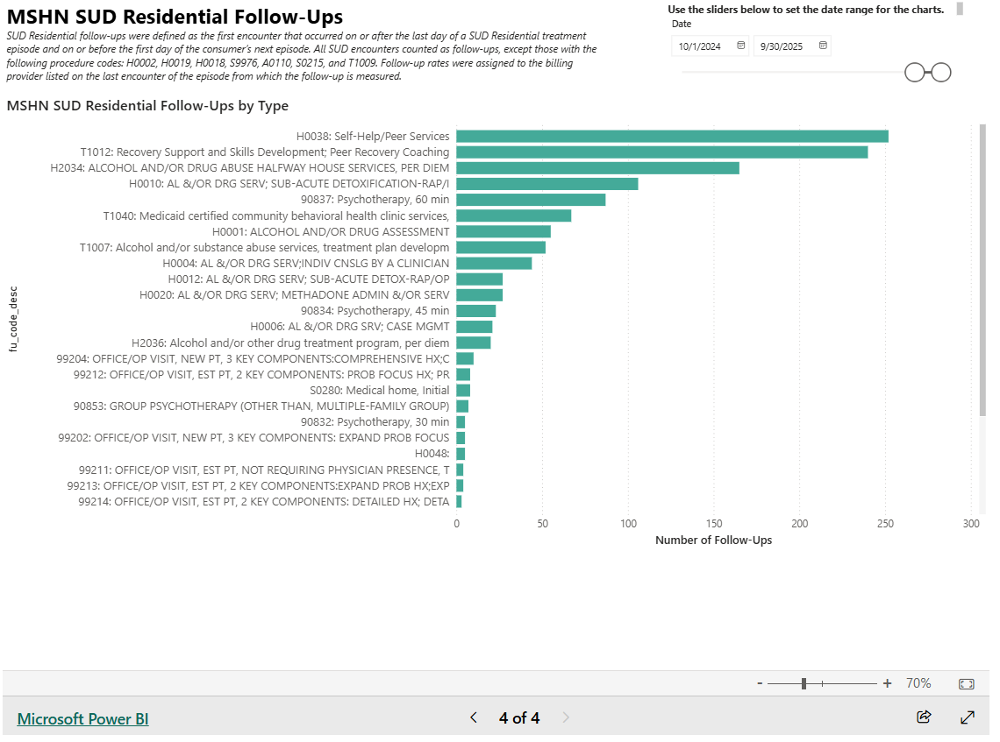 MSHN SUD Residential Follow-Ups
SUD Residential follow-ups were defined as the first encounter that occurred on or after the last day of a SUD Residential treatment
episode and on or before the first day of the consumer's next episode. All SUD encounters counted as follow-ups, except those with the
following procedure codes: H0002, H0019, H0018, S9976, A0110, S0215, and T1009. Follow-up rates were assigned to the billing
provider listed on the last encounter of the episode from which the follow-up is measured.
Use the sliders below to set the date range for the charts.
Date
10/1/2024
9/30/2025
MSHN SUD Residential Follow-Ups by Type
fu_code_desc
H0038: Self-Help/Peer Services
T1012: Recovery Support and Skills Development; Peer Recovery Coaching
H2034: ALCOHOL AND/OR DRUG ABUSE HALFWAY HOUSE SERVICES, PER DIEM
H0010: AL &/OR DRG SERV; SUB-ACUTE DETOXIFICATION-RAP/I
90837: Psychotherapy, 60 min
T1040: Medicaid certified community behavioral health clinic services,
H0001: ALCOHOL AND/OR DRUG ASSESSMENT
T1007: Alcohol and/or substance abuse services, treatment plan developm
H0004: AL &/OR DRG SERV;INDIV CNSLG BY A CLINICIAN
H0012: AL &/OR DRG SERV; SUB-ACUTE DETOX-RAP/OP
H0020: AL &/OR DRG SERV; METHADONE ADMIN &/OR SERV
90834: Psychotherapy, 45 min
H0006: AL &/OR DRG SRV; CASE MGMT
H2036: Alcohol and/or other drug treatment program, per diem
99204: OFFICE/OP VISIT, NEW PT, 3 KEY COMPONENTS:COMPREHENSIVE HX;C
99212: OFFICE/OP VISIT, EST PT, 2 KEY COMPONENTS: PROB FOCUS HX; PR
S0280: Medical home, Initial
90853: GROUP PSYCHOTHERAPY (OTHER THAN, MULTIPLE-FAMILY GROUP)
90832: Psychotherapy, 30 min
99202: OFFICE/OP VISIT, NEW PT, 3 KEY COMPONENTS: EXPAND PROB FOCUS
H0048:
99211: OFFICE/OP VISIT, EST PT, NOT REQUIRING PHYSICIAN PRESENCE, T
99213: OFFICE/OP VISIT, EST PT, 2 KEY COMPONENTS:EXPAND PROB HX;EXP
99214: OFFICE/OP VISIT, EST PT, 2 KEY COMPONENTS: DETAILED HX; DETA
0 50 100 150 200 250 300
Number of Follow-Ups
- + 70%
Microsoft Power BI
4 of 4